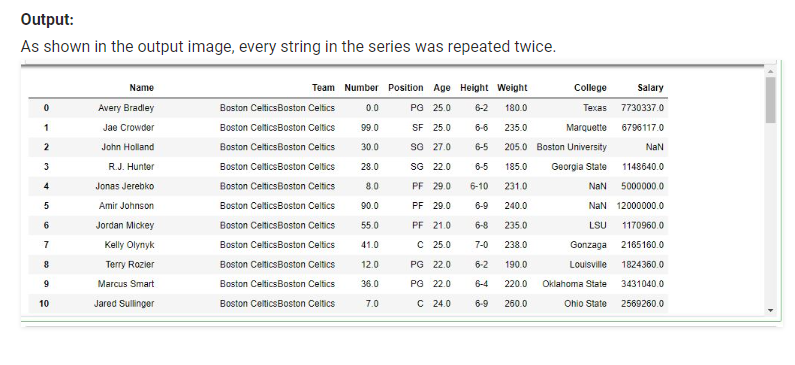 Output:
As shown in the output image, every string in the series was repeated twice.
Name Team Number Position Age Height Weight College Salary
0 Avery Bradley Boston CelticsBoston Celtics 0.0 PG 25.0 6-2 180.0 Texas 7730337.0
1 Jae Crowder Boston CelticsBoston Celtics 99.0 SF 25.0 6-6 235.0 Marquette 6796117.0
2 John Holland Boston CelticsBoston Celtics 30.0 SG 27.0 6-5 205.0 Boston University NaN
3 R.J. Hunter Boston CelticsBoston Celtics 28.0 SG 22.0 6-5 185.0 Georgia State 1148640.0
4 Jonas Jerebko Boston CelticsBoston Celtics 8.0 PF 29.0 6-10 231.0 NaN 5000000.0
5 Amir Johnson Boston CelticsBoston Celtics 90.0 PF 29.0 6-9 240.0 NaN 12000000.0
6 Jordan Mickey Boston CelticsBoston Celtics 55.0 PF 21.0 6-8 235.0 LSU 1170960.0
7 Kelly Olynyk Boston CelticsBoston Celtics 41.0 C 25.0 7-0 238.0 Gonzaga 2165160.0
8 Terry Rozier Boston CelticsBoston Celtics 12.0 PG 22.0 6-2 190.0 Louisville 1824360.0
9 Marcus Smart Boston CelticsBoston Celtics 36.0 PG 22.0 6-4 220.0 Oklahoma State 3431040.0
10 Jared Sullinger Boston CelticsBoston Celtics 7.0 C 24.0 6-9 260.0 Ohio State 2569260.0